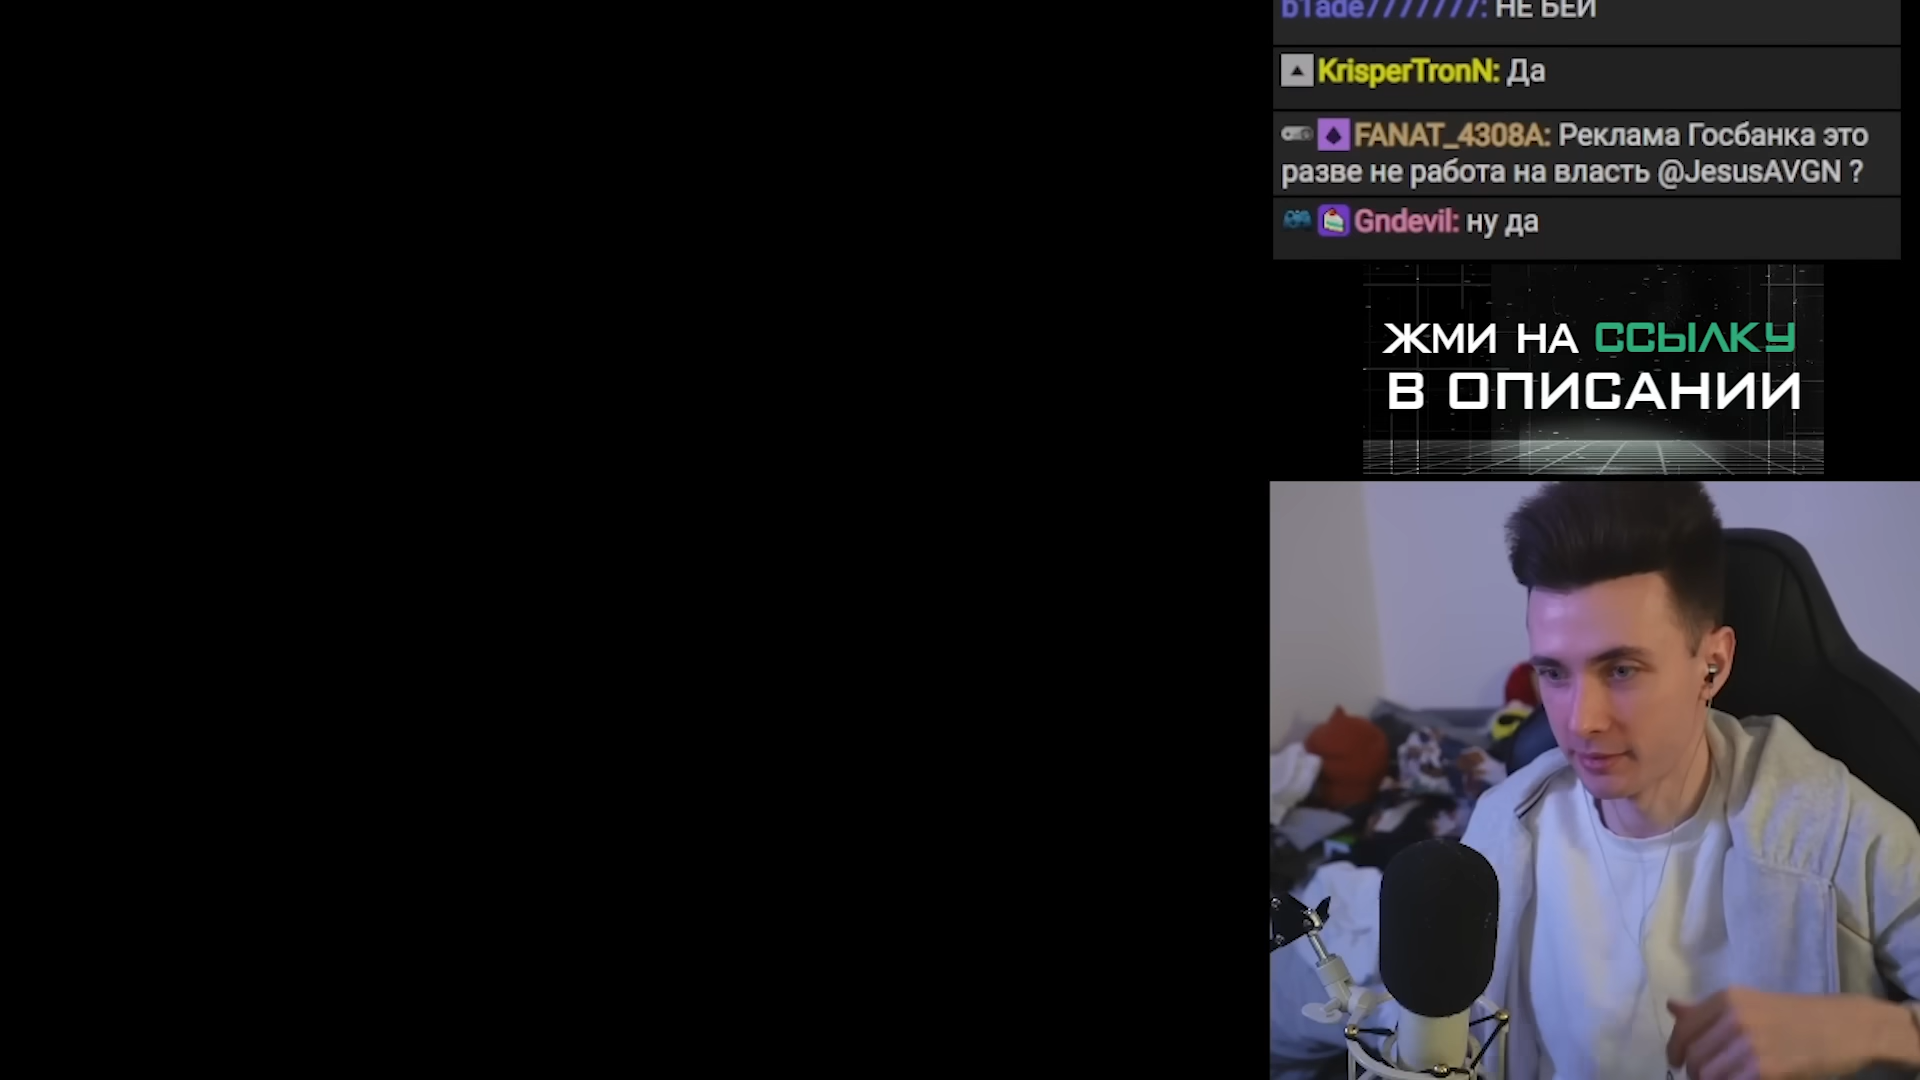 b1ade7777777: НЕ БЕЙ
KrisperTronN: Да
FANAT_4308A: Реклама Госбанка это
разве не работа на власть @JesusAVGN ?
Gndevil: ну да
ЖМИ НА ССЫЛКУ
В ОПИСАНИИ